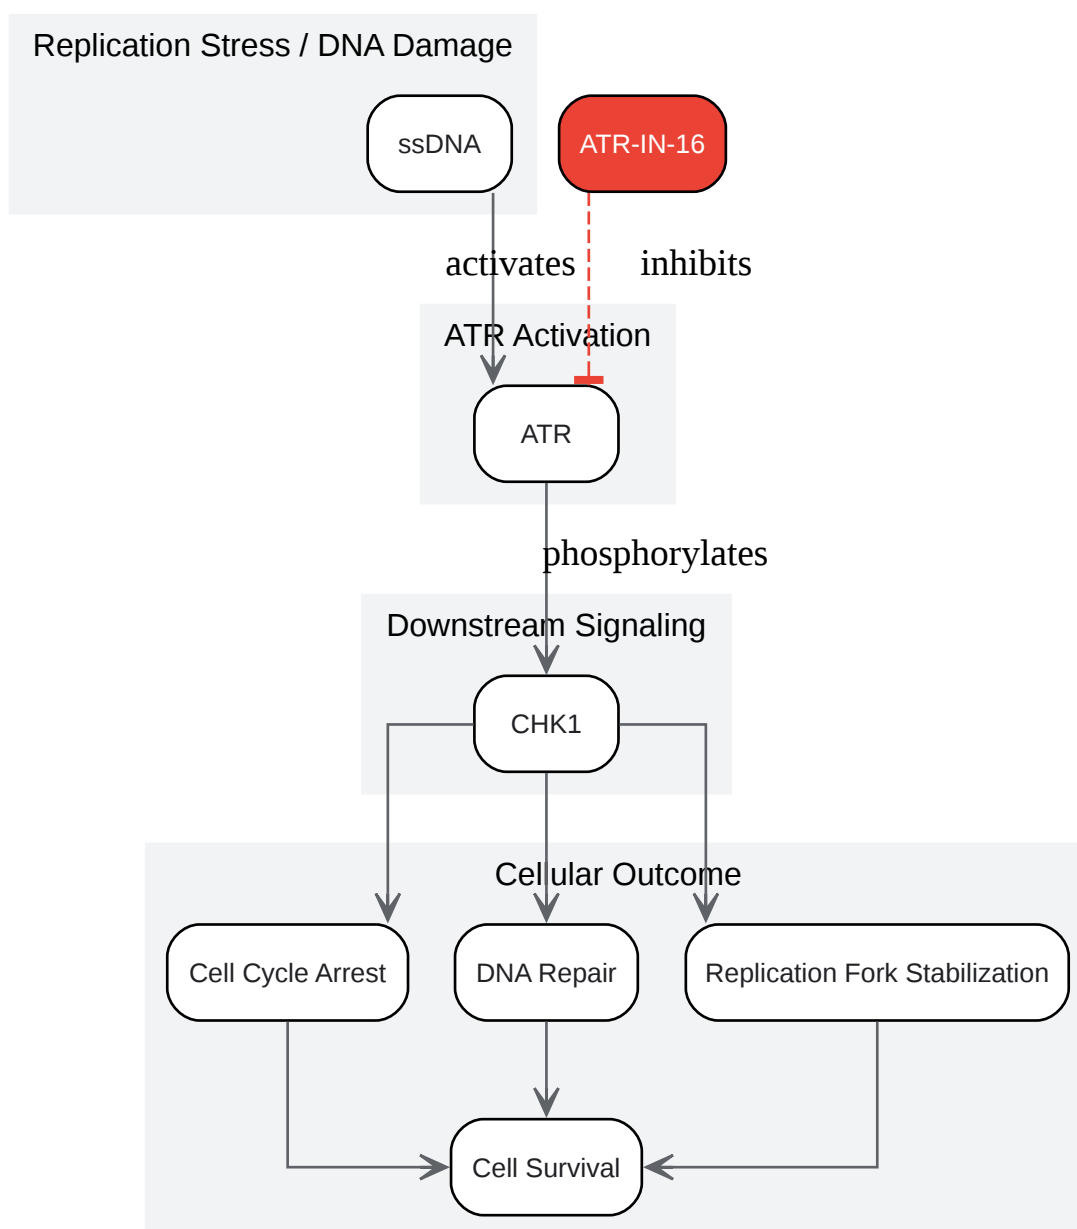 Replication Stress / DNA Damage
ssDNA
ATR-IN-16
activates
inhibits
ATR Activation
ATR
phosphorylates
Downstream Signaling
CHK1
Cellular Outcome
Cell Cycle Arrest
DNA Repair
Replication Fork Stabilization
Cell Survival